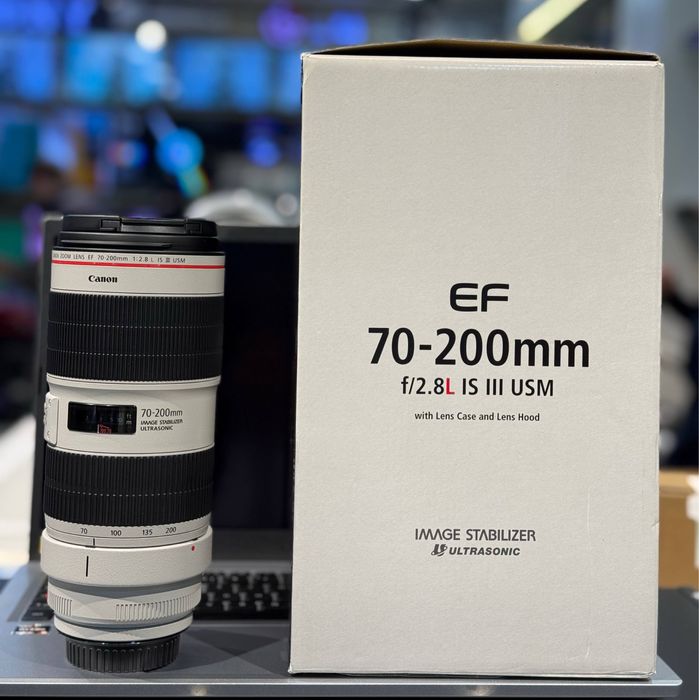 CANON ZOOM LENS EF 70-200mm 1:2.8 L IS III USM
Canon
70-200mm
IMAGE STABILIZER
ULTRASONIC
70 100 135 200
EF
70-200mm
f/2.8L IS III USM
with Lens Case and Lens Hood
IMAGE STABILIZER
ULTRASONIC